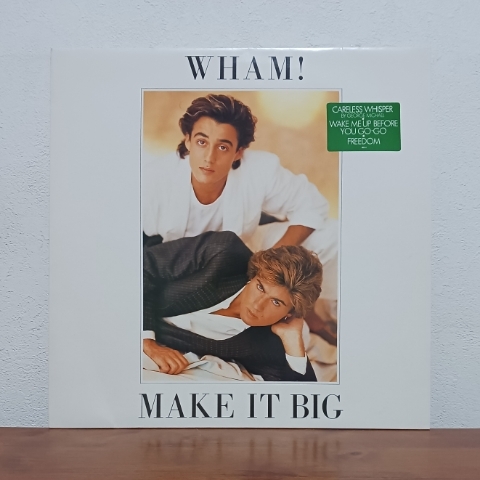 WHAM!
CARELESS WHISPER
BY GEORGE MICHAEL
WAKE ME UP BEFORE
YOU GO-GO
FREEDOM
MAKE IT BIG